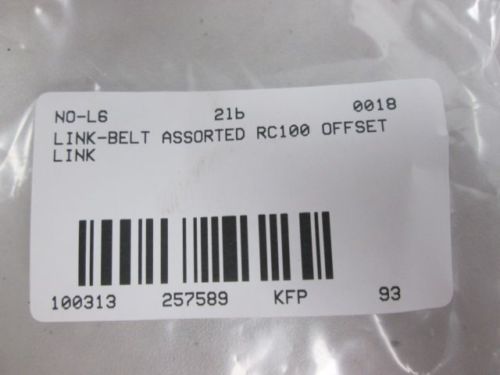 NO-L6 2lb 0018
LINK-BELT ASSORTED RC100 OFFSET
LINK
100313 257589 KFP 93